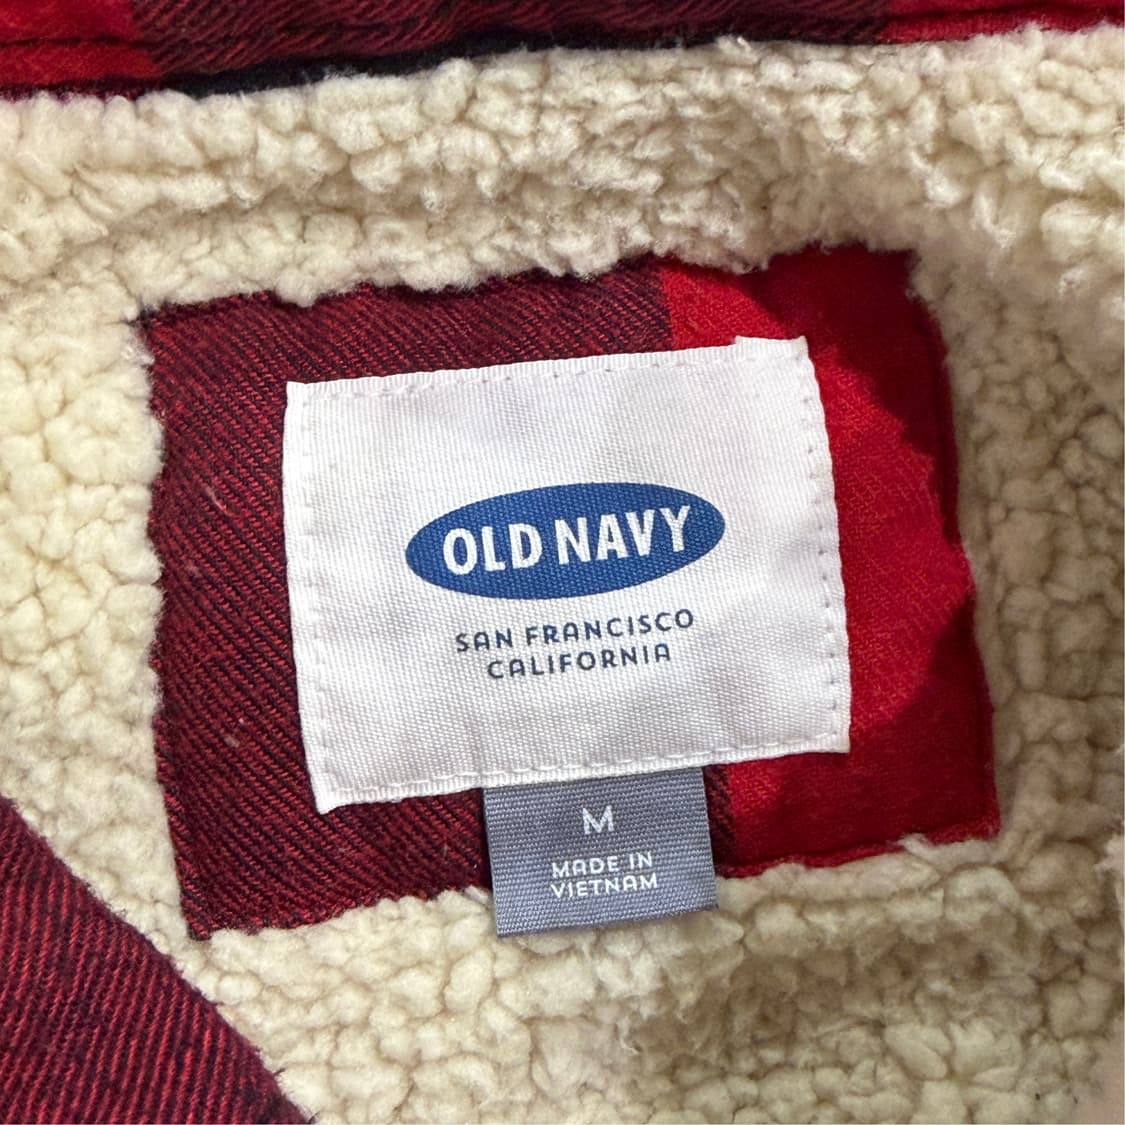 OLD NAVY
SAN FRANCISCO
CALIFORNIA
M
MADE IN
VIETNAM